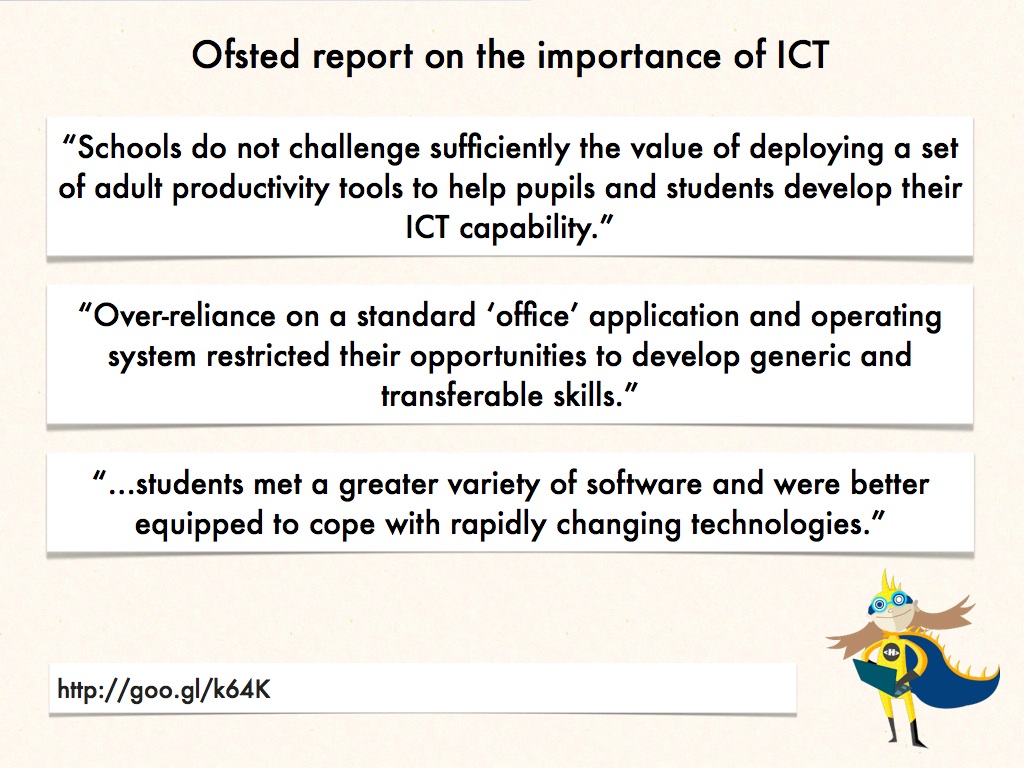 Ofsted report on the importance of ICT
“Schools do not challenge sufficiently the value of deploying a set
of adult productivity tools to help pupils and students develop their
ICT capability.”
“Over-reliance on a standard ‘office’ application and operating
system restricted their opportunities to develop generic and
transferable skills.”
“...students met a greater variety of software and were better
equipped to cope with rapidly changing technologies.”
http://goo.gl/k64K
<H>